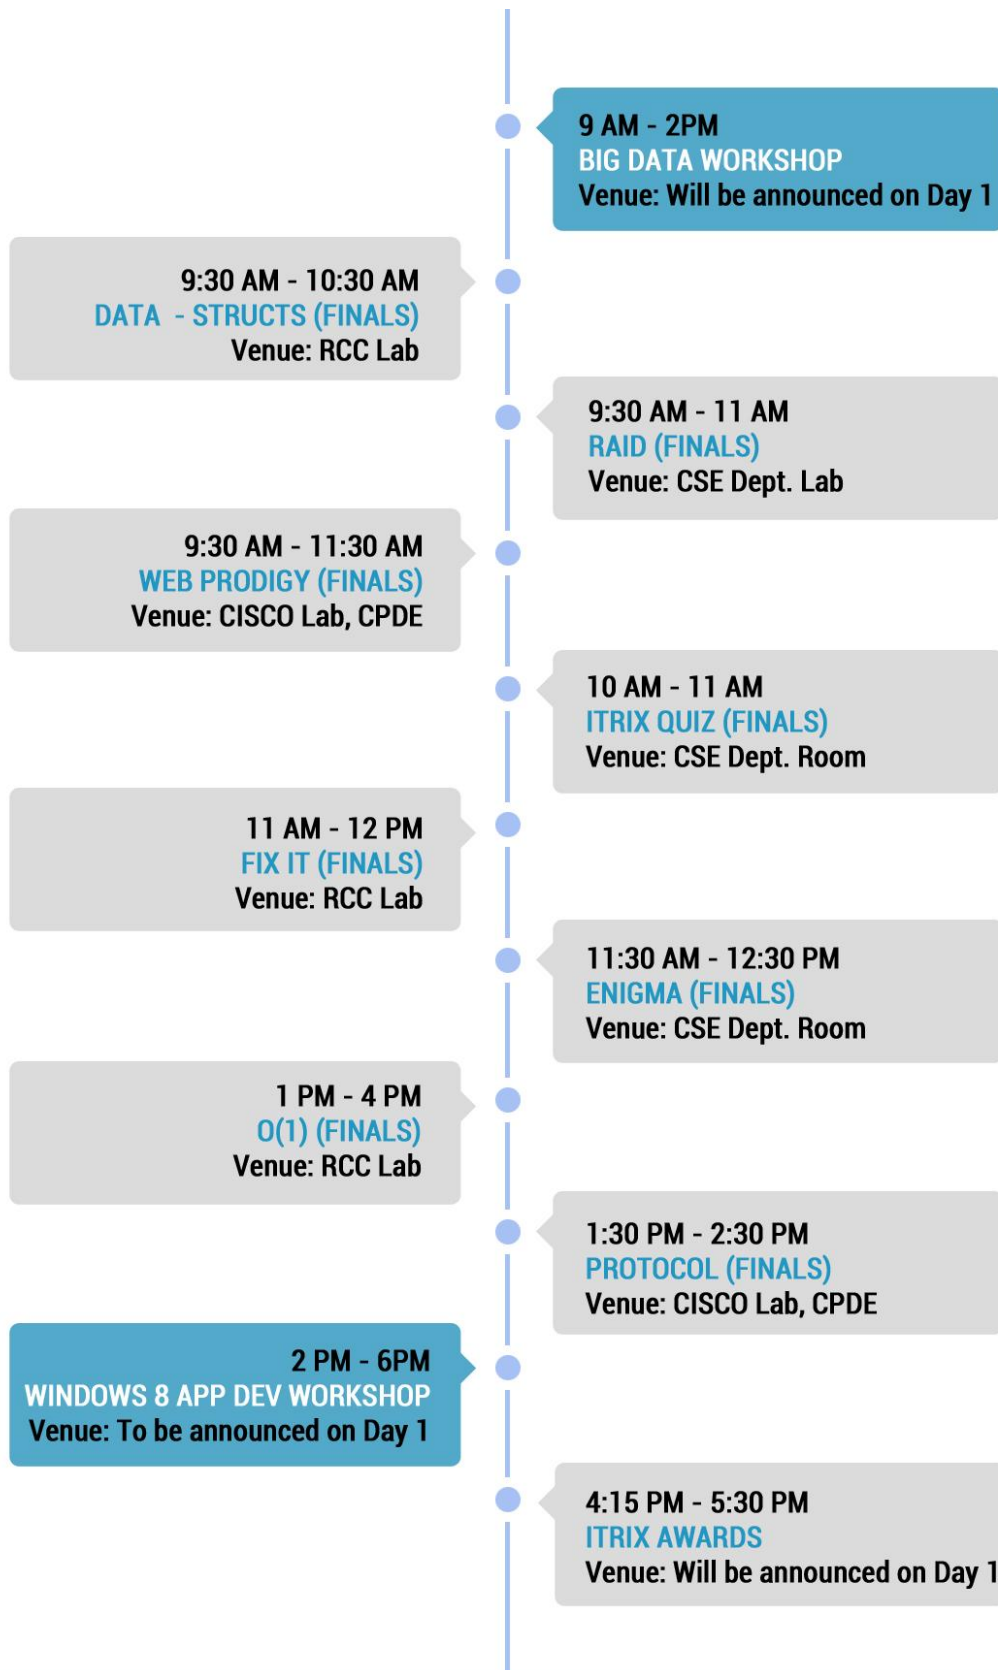 9 AM - 2PM
BIG DATA WORKSHOP
Venue: Will be announced on Day 1
9:30 AM - 10:30 AM
DATA - STRUCTS (FINALS)
Venue: RCC Lab
9:30 AM - 11 AM
RAID (FINALS)
Venue: CSE Dept. Lab
9:30 AM - 11:30 AM
WEB PRODIGY (FINALS)
Venue: CISCO Lab, CPDE
10 AM - 11 AM
ITRIX QUIZ (FINALS)
Venue: CSE Dept. Room
11 AM - 12 PM
FIX IT (FINALS)
Venue: RCC Lab
11:30 AM - 12:30 PM
ENIGMA (FINALS)
Venue: CSE Dept. Room
1 PM - 4 PM
O(1) (FINALS)
Venue: RCC Lab
1:30 PM - 2:30 PM
PROTOCOL (FINALS)
Venue: CISCO Lab, CPDE
2 PM - 6PM
WINDOWS 8 APP DEV WORKSHOP
Venue: To be announced on Day 1
4:15 PM - 5:30 PM
ITRIX AWARDS
Venue: Will be announced on Day 1